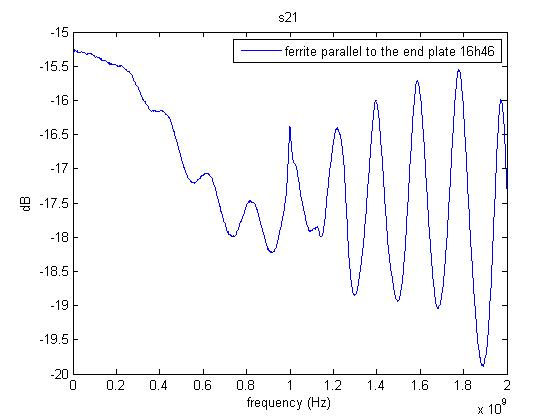 s21
ferrite parallel to the end plate 16h46
-15
-15.5
-16
-16.5
-17
-17.5
-18
-18.5
-19
-19.5
-20
dB
0 0.2 0.4 0.6 0.8 1 1.2 1.4 1.6 1.8 2
frequency (Hz)
x 10^9